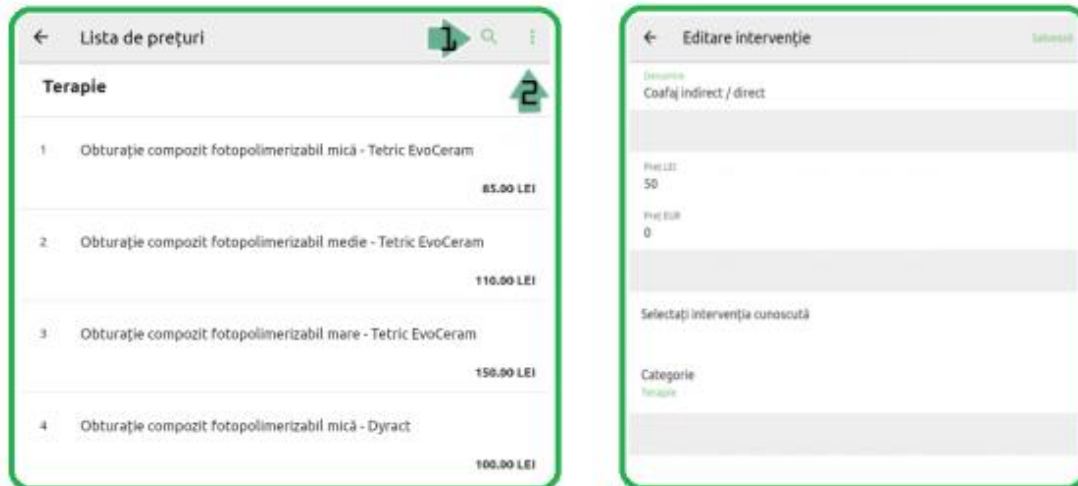 Lista de prețuri
1
2
Terapie
1 Obturație compozit fotopolimerizabil mică - Tetric EvoCeram
85.00 LEI
2 Obturație compozit fotopolimerizabil medie - Tetric EvoCeram
110.00 LEI
3 Obturație compozit fotopolimerizabil mare - Tetric EvoCeram
150.00 LEI
4 Obturație compozit fotopolimerizabil mică - Dyract
100.00 LEI
Editare intervenție
Salvează
Denumire
Coafaj indirect / direct
Preț LEI
50
Preț EUR
0
Selectați intervenția cunoscută
Categorie
Terapie